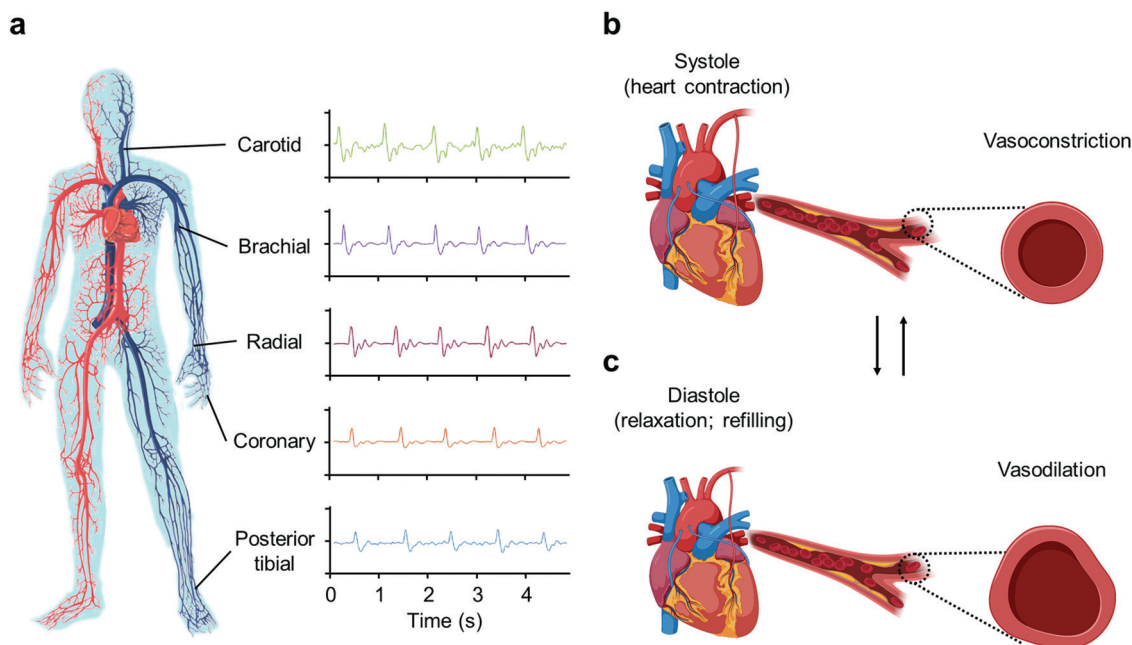 a
Carotid
Brachial
Radial
Coronary
Posterior
tibial
0 1 2 3 4
Time (s)
b
Systole
(heart contraction)
Vasoconstriction
c
Diastole
(relaxation; refilling)
Vasodilation